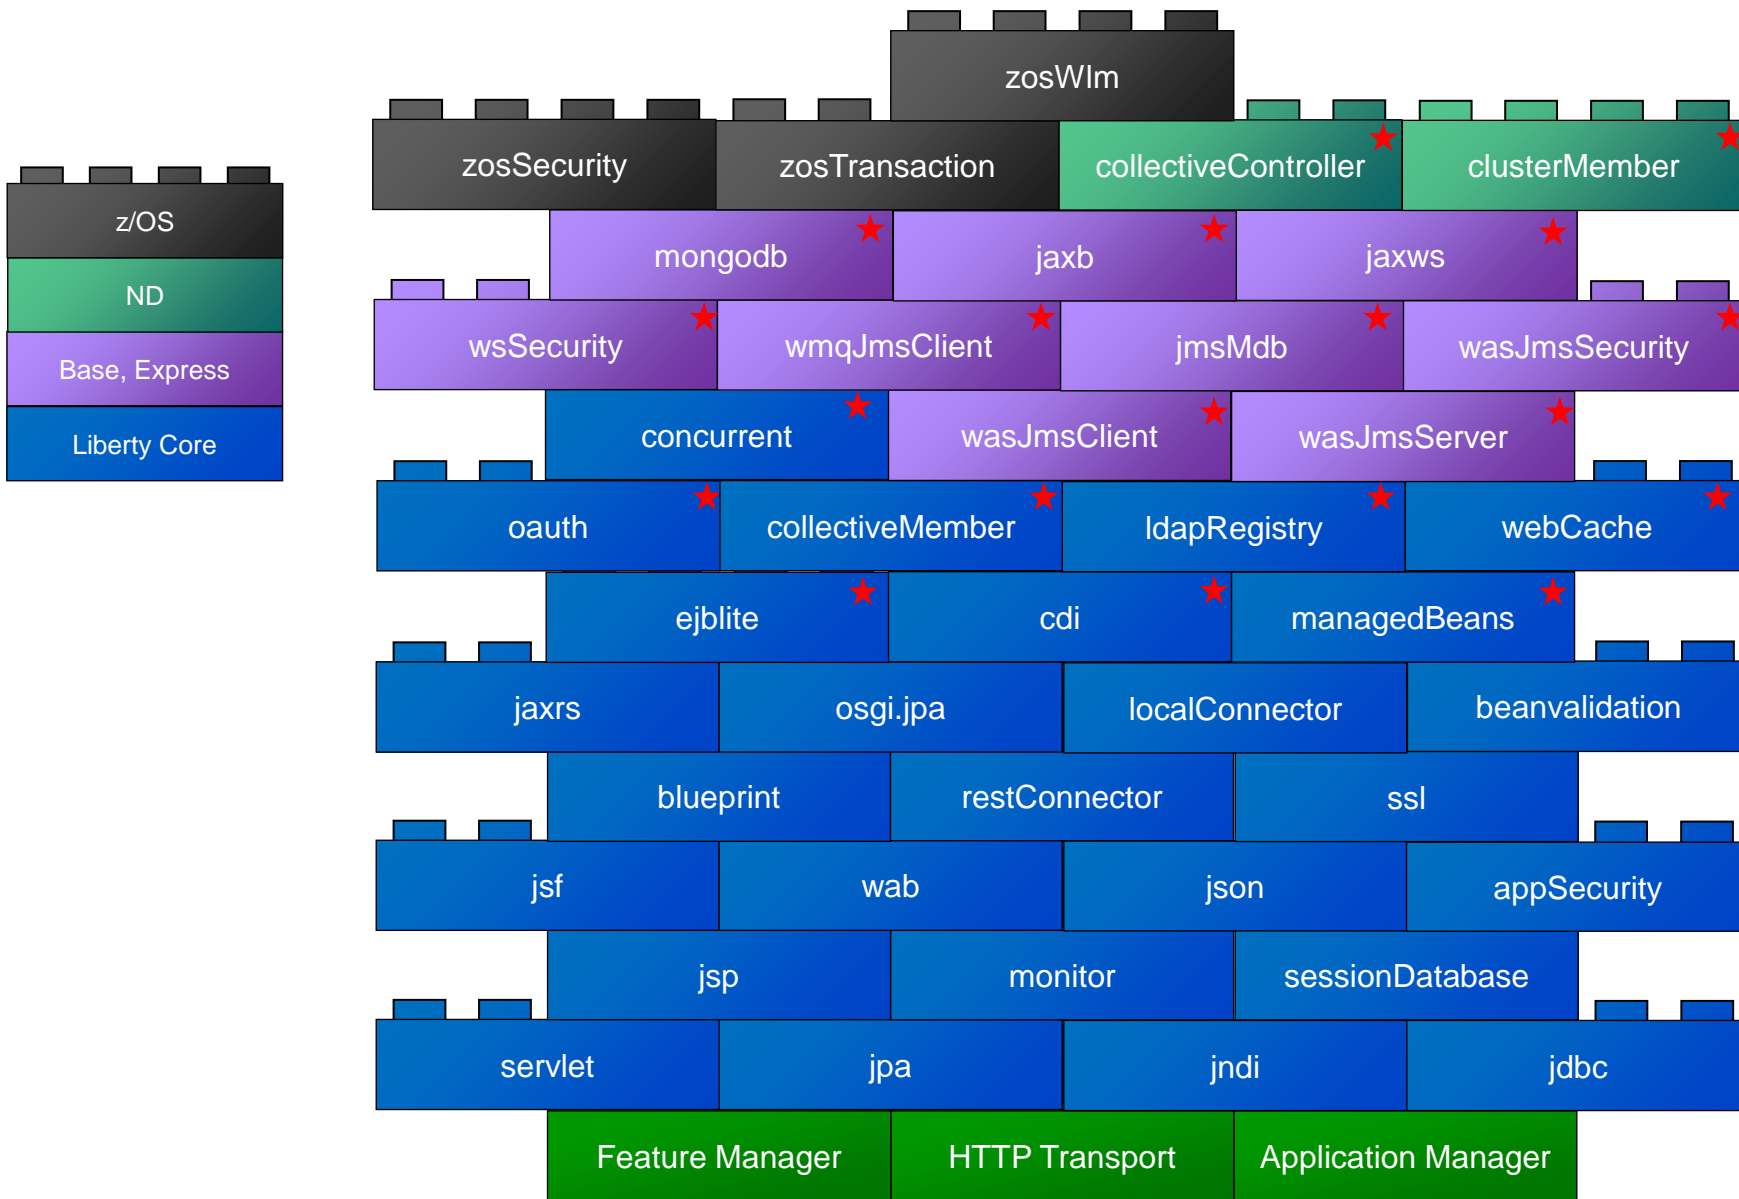 zosWlm
zosSecurity
zosTransaction
collectiveController
clusterMember
z/OS
ND
Base, Express
Liberty Core
mongodb
jaxb
jaxws
wsSecurity
wmqJmsClient
jmsMdb
wasJmsSecurity
concurrent
wasJmsClient
wasJmsServer
oauth
collectiveMember
ldapRegistry
webCache
ejblite
cdi
managedBeans
jaxrs
osgi.jpa
localConnector
beanvalidation
blueprint
restConnector
ssl
jsf
wab
json
appSecurity
jsp
monitor
sessionDatabase
servlet
jpa
jndi
jdbc
Feature Manager
HTTP Transport
Application Manager